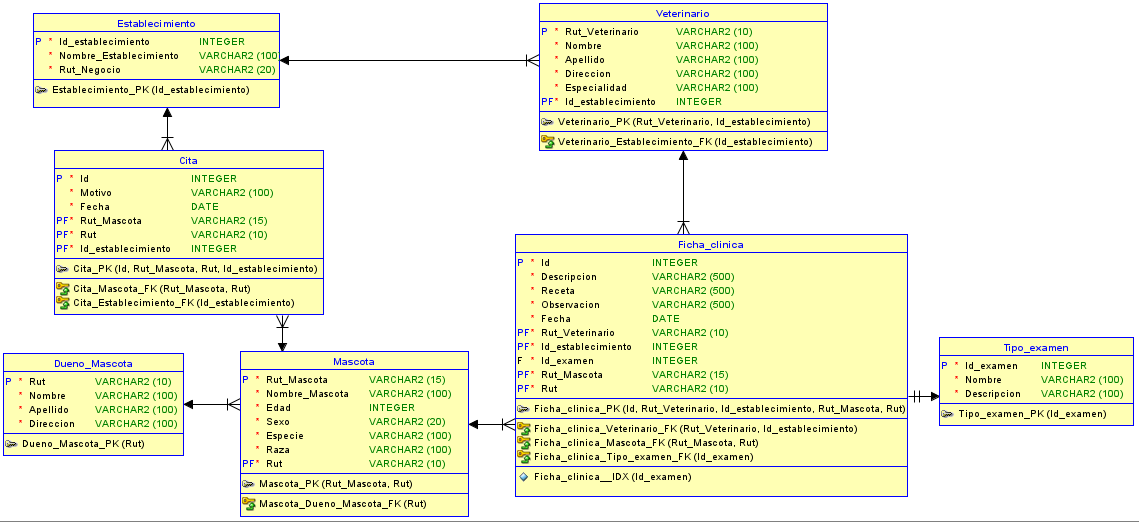 Establecimiento
P * Id_establecimiento INTEGER
* Nombre_Establecimiento VARCHAR2 (100
* Rut_Negocio VARCHAR2 (20)
Establecimiento_PK (Id_establecimiento)
Veterinario
P * Rut_Veterinario VARCHAR2 (10)
* Nombre VARCHAR2 (100)
* Apellido VARCHAR2 (100)
* Direccion VARCHAR2 (100)
* Especialidad VARCHAR2 (100)
PF* Id_establecimiento INTEGER
Veterinario_PK (Rut_Veterinario, Id_establecimiento)
Veterinario_Establecimiento_FK (Id_establecimiento)
Cita
P * Id INTEGER
* Motivo VARCHAR2 (100)
* Fecha DATE
PF* Rut_Mascota VARCHAR2 (15)
PF* Rut VARCHAR2 (10)
PF* Id_establecimiento INTEGER
Cita_PK (Id, Rut_Mascota, Rut, Id_establecimiento)
Cita_Mascota_FK (Rut_Mascota, Rut)
Cita_Establecimiento_FK (Id_establecimiento)
Ficha_clinica
P * Id INTEGER
* Descripcion VARCHAR2 (500)
* Receta VARCHAR2 (500)
* Observacion VARCHAR2 (500)
* Fecha DATE
PF* Rut_Veterinario VARCHAR2 (10)
PF* Id_establecimiento INTEGER
F * Id_examen INTEGER
PF* Rut_Mascota VARCHAR2 (15)
PF* Rut VARCHAR2 (10)
Ficha_clinica_PK (Id, Rut_Veterinario, Id_establecimiento, Rut_Mascota, Rut)
Ficha_clinica_Veterinario_FK (Rut_Veterinario, Id_establecimiento)
Ficha_clinica_Mascota_FK (Rut_Mascota, Rut)
Ficha_clinica_Tipo_examen_FK (Id_examen)
Ficha_clinica__IDX (Id_examen)
Tipo_examen
P * Id_examen INTEGER
* Nombre VARCHAR2 (100)
* Descripcion VARCHAR2 (100)
Tipo_examen_PK (Id_examen)
Dueno_Mascota
P * Rut VARCHAR2 (10)
* Nombre VARCHAR2 (100)
* Apellido VARCHAR2 (100)
* Direccion VARCHAR2 (100)
Dueno_Mascota_PK (Rut)
Mascota
P * Rut_Mascota VARCHAR2 (15)
* Nombre_Mascota VARCHAR2 (100)
* Edad INTEGER
* Sexo VARCHAR2 (20)
* Especie VARCHAR2 (100)
* Raza VARCHAR2 (100)
PF* Rut VARCHAR2 (10)
Mascota_PK (Rut_Mascota, Rut)
Mascota_Dueno_Mascota_FK (Rut)